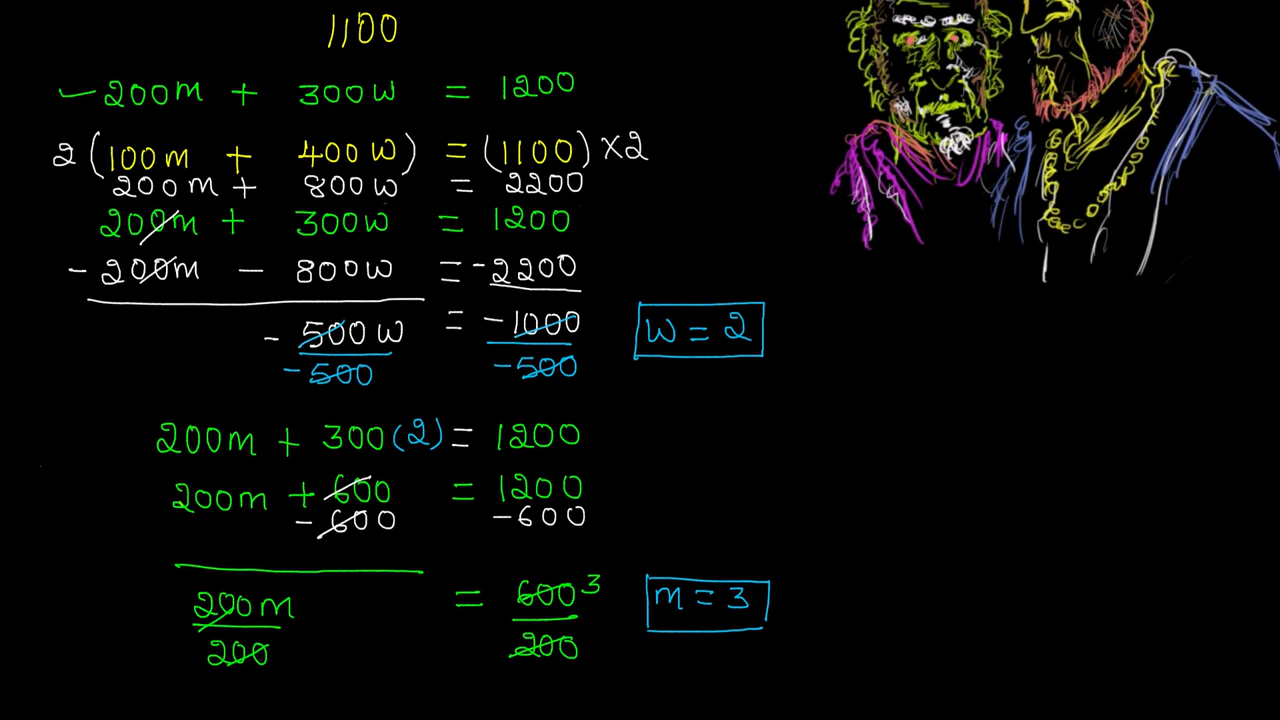 1100
200m + 300w = 1200
2(100m + 400w) = (1100)×2
200m + 800w = 2200
200m + 300w = 1200
- 200m - 800w = -2200
- 500w = -1000
-500 -500
w = 2
200m + 300(2) = 1200
200m + 600 = 1200
- 600 -600
200m = 600 3
200 200
m = 3